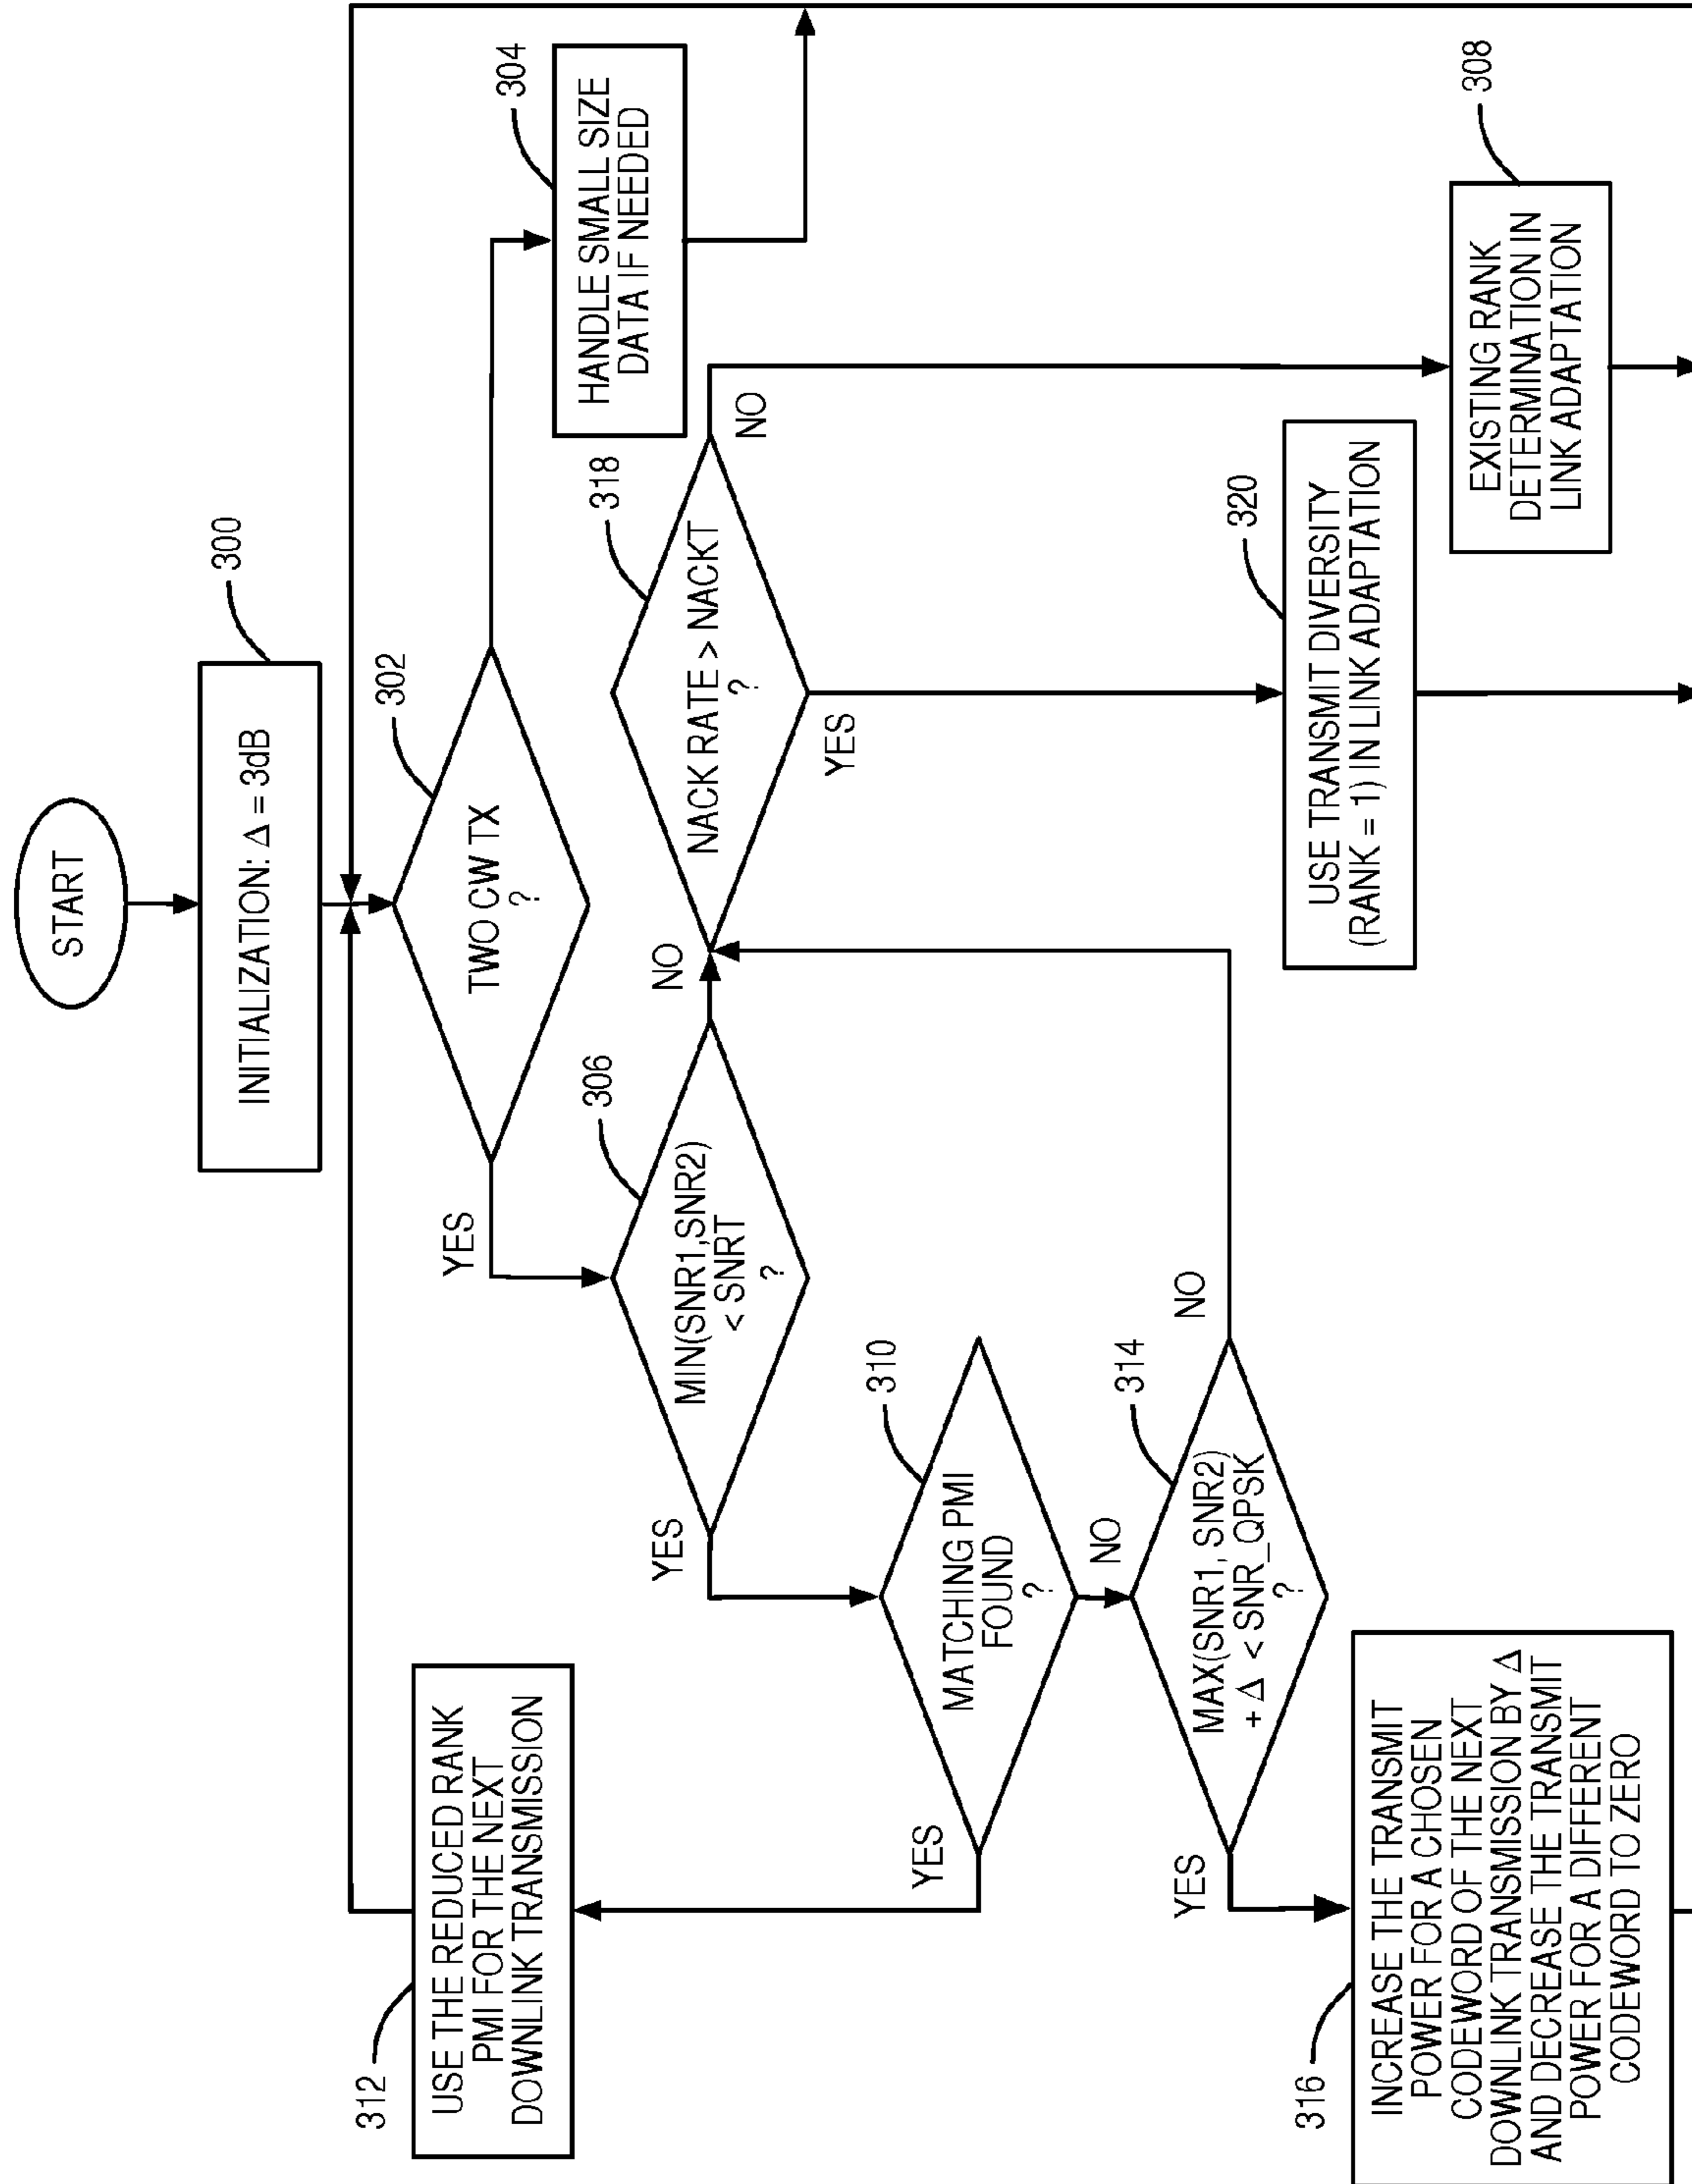 START
300
INITIALIZATION: Δ = 3dB
302
TWO CW TX
?
YES
304
HANDLE SMALL SIZE
DATA IF NEEDED
306
MIN(SNR1,SNR2)
< SNRT
?
NO
YES
318
NACK RATE > NACKT
?
NO
YES
308
EXISTING RANK
DETERMINATION IN
LINK ADAPTATION
320
USE TRANSMIT DIVERSITY
(RANK = 1) IN LINK ADAPTATION
310
MATCHING PMI
FOUND
?
YES
NO
312
USE THE REDUCED RANK
PMI FOR THE NEXT
DOWNLINK TRANSMISSION
314
MAX(SNR1, SNR2)
+ Δ < SNR_QPSK
?
NO
YES
316
INCREASE THE TRANSMIT
POWER FOR A CHOSEN
CODEWORD OF THE NEXT
DOWNLINK TRANSMISSION BY Δ
AND DECREASE THE TRANSMIT
POWER FOR A DIFFERENT
CODEWORD TO ZERO